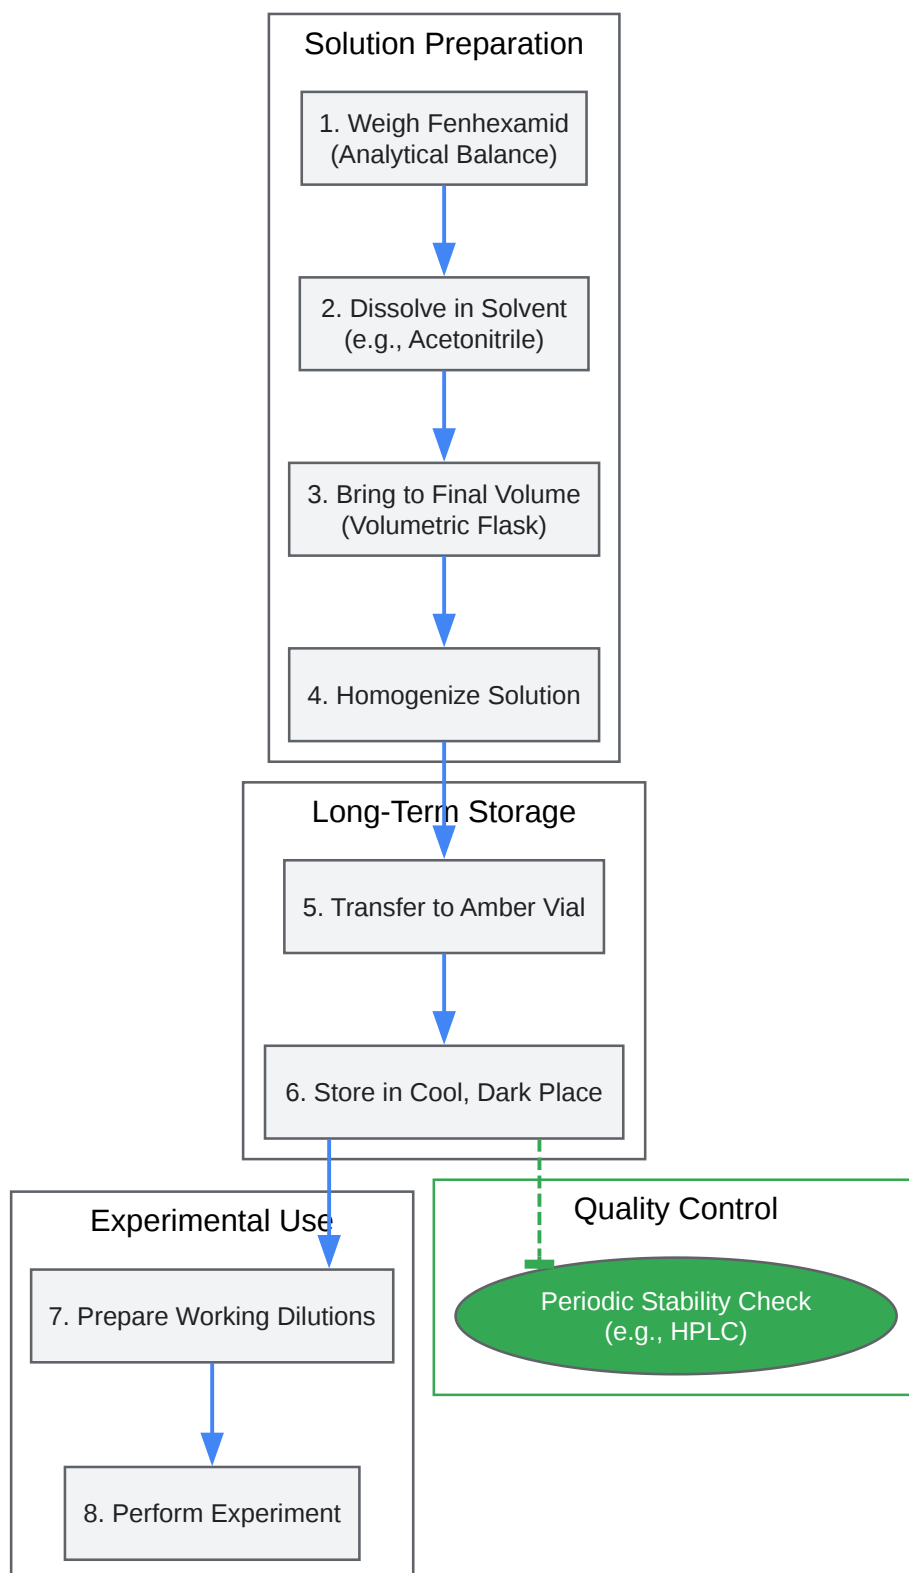 Solution Preparation
1. Weigh Fenhexamid
(Analytical Balance)
2. Dissolve in Solvent
(e.g., Acetonitrile)
3. Bring to Final Volume
(Volumetric Flask)
4. Homogenize Solution
Long-Term Storage
5. Transfer to Amber Vial
6. Store in Cool, Dark Place
Experimental Use
7. Prepare Working Dilutions
8. Perform Experiment
Quality Control
Periodic Stability Check
(e.g., HPLC)